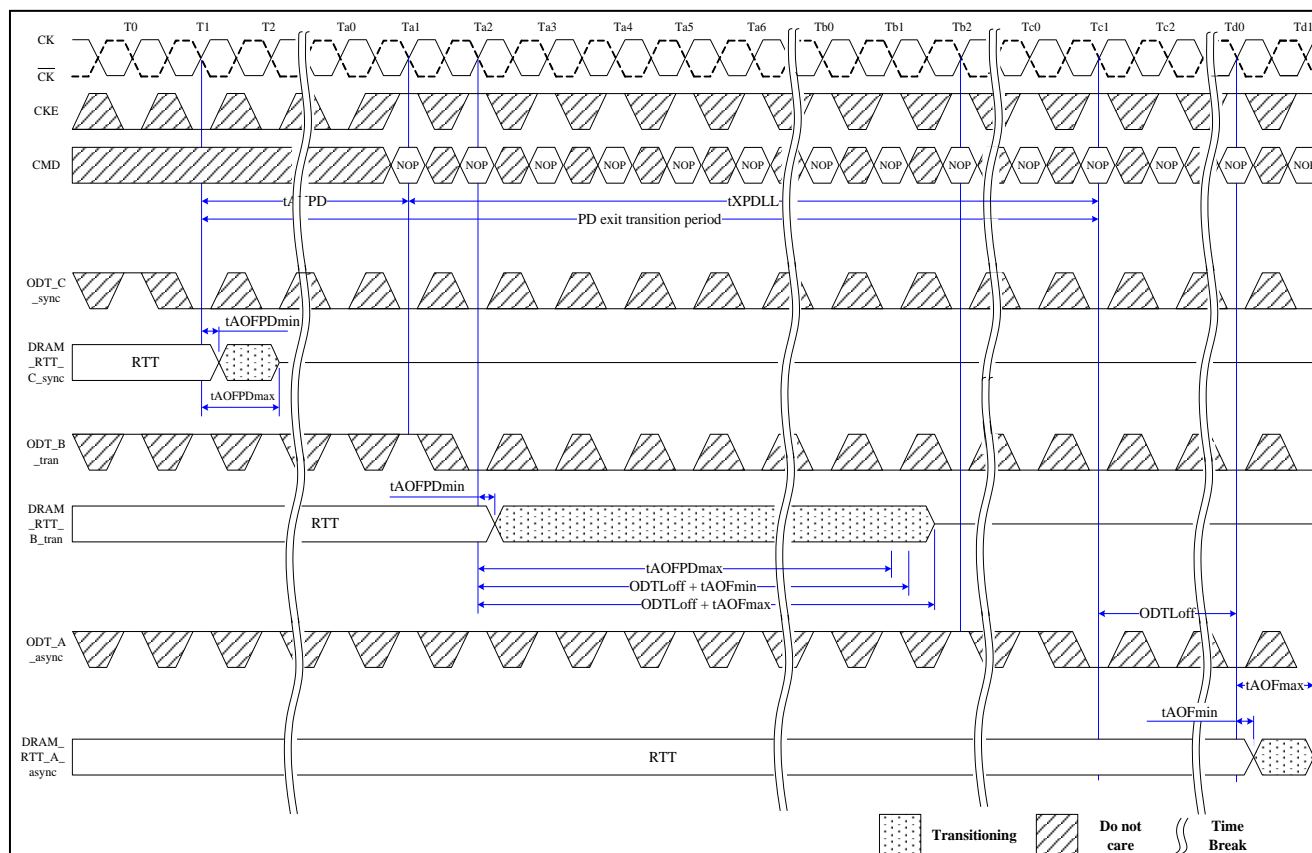 T0 T1 T2 Ta0 Ta1 Ta2 Ta3 Ta4 Ta5 Ta6 Tb0 Tb1 Tb2 Tc0 Tc1 Tc2 Td0 Td1
CK
CK
CKE
CMD
NOP NOP NOP NOP NOP NOP NOP NOP NOP NOP NOP NOP NOP NOP
tXPDLL
PD exit transition period
ODT_C
_sync
tAOFPDmin
DRAM
_RTT_
C_sync
RTT
tAOFPDmax
ODT_B
_tran
tAOFPDmin
DRAM
_RTT_
B_tran
RTT
tAOFPDmax
ODTLoff + tAOFmin
ODTLoff + tAOFmax
ODTLoff
ODT_A
_async
tAOFmax
tAOFmin
DRAM_
RTT_A_
async
RTT
Transitioning
Do not
care
Time
Break